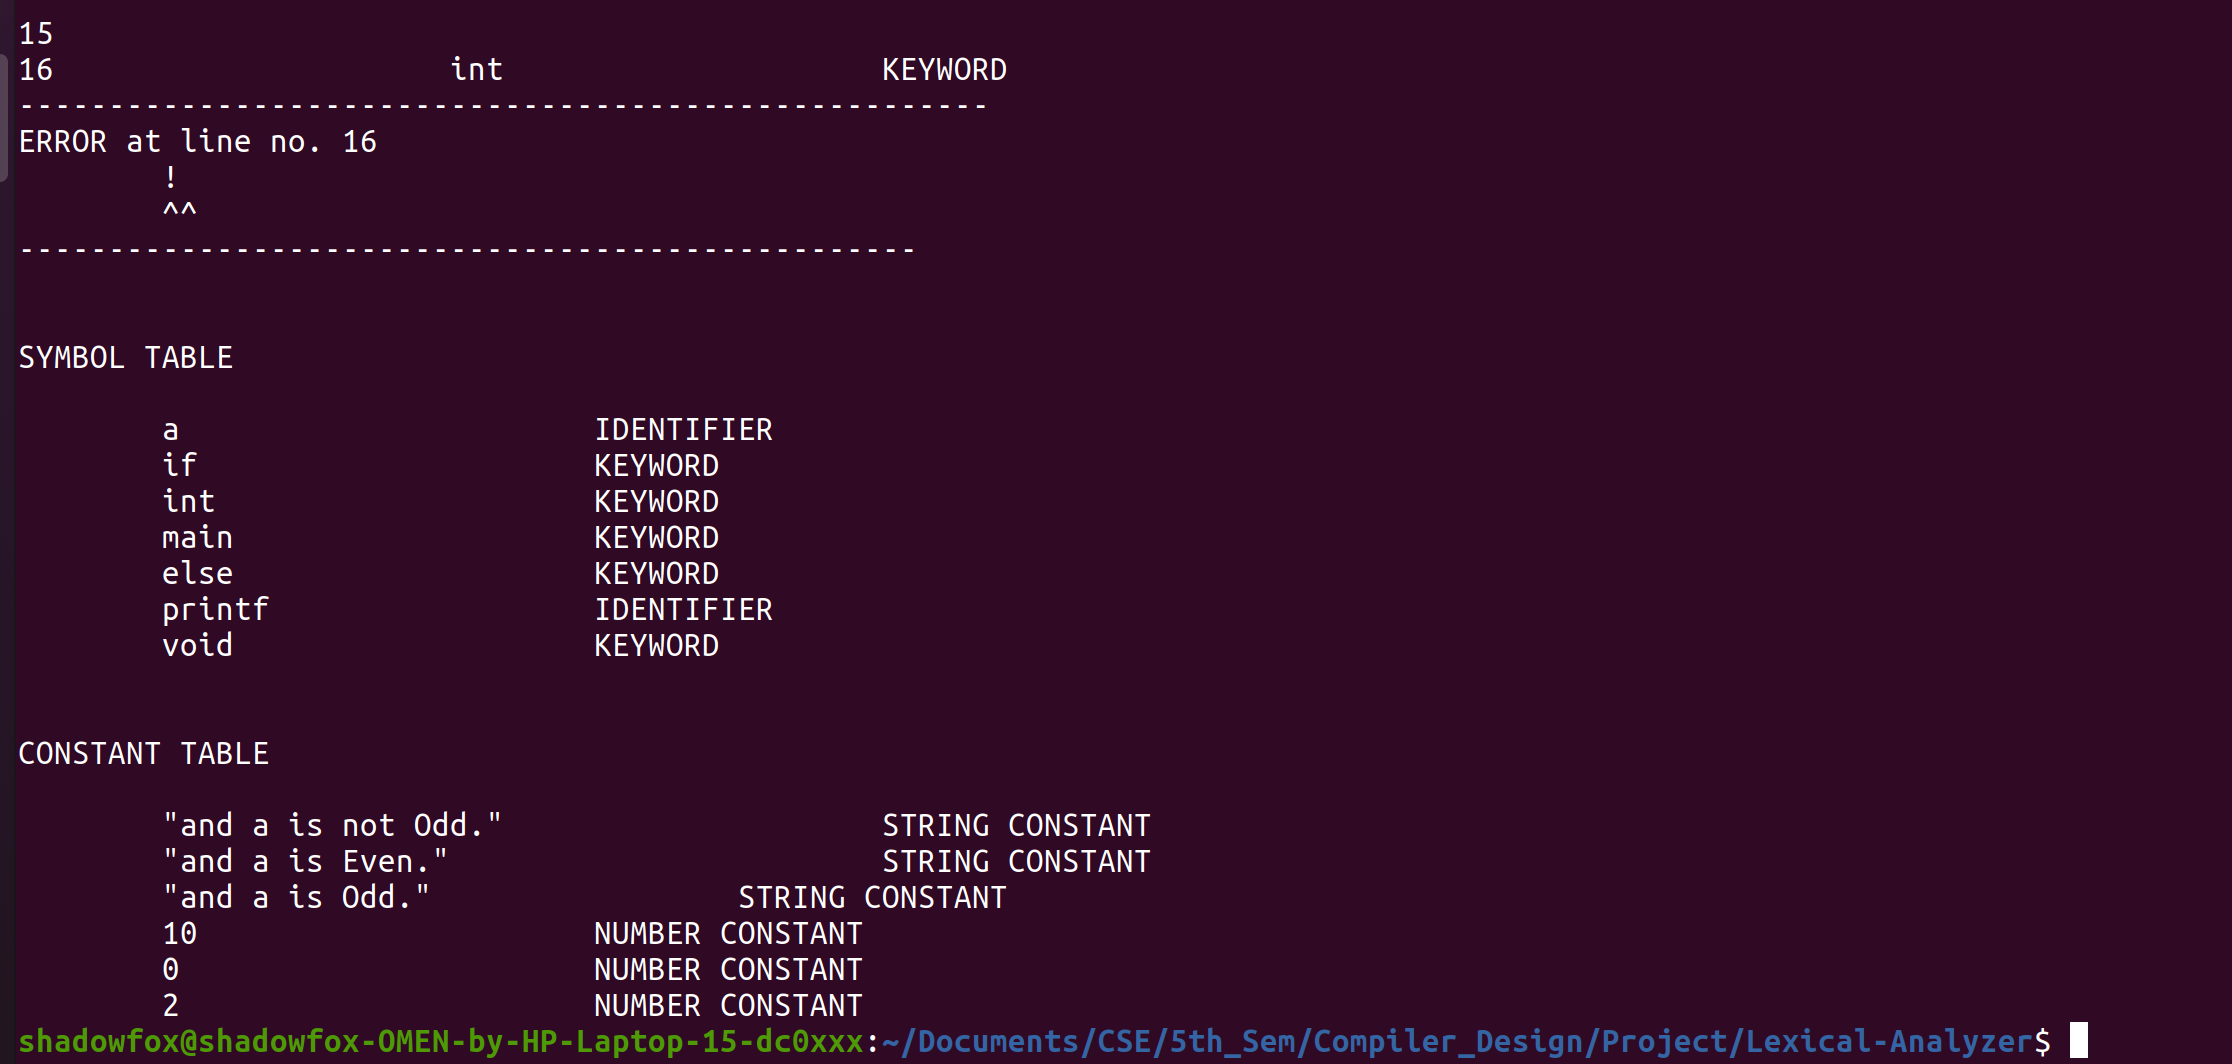 15
16 int KEYWORD
------------------------------------------------------
ERROR at line no. 16
!
^^
--------------------------------------------------
SYMBOL TABLE
a IDENTIFIER
if KEYWORD
int KEYWORD
main KEYWORD
else KEYWORD
printf IDENTIFIER
void KEYWORD
CONSTANT TABLE
"and a is not Odd." STRING CONSTANT
"and a is Even." STRING CONSTANT
"and a is Odd." STRING CONSTANT
10 NUMBER CONSTANT
0 NUMBER CONSTANT
2 NUMBER CONSTANT
shadowfox@shadowfox-OMEN-by-HP-Laptop-15-dc0xxx:~/Documents/CSE/5th_Sem/Compiler_Design/Project/Lexical-Analyzer$